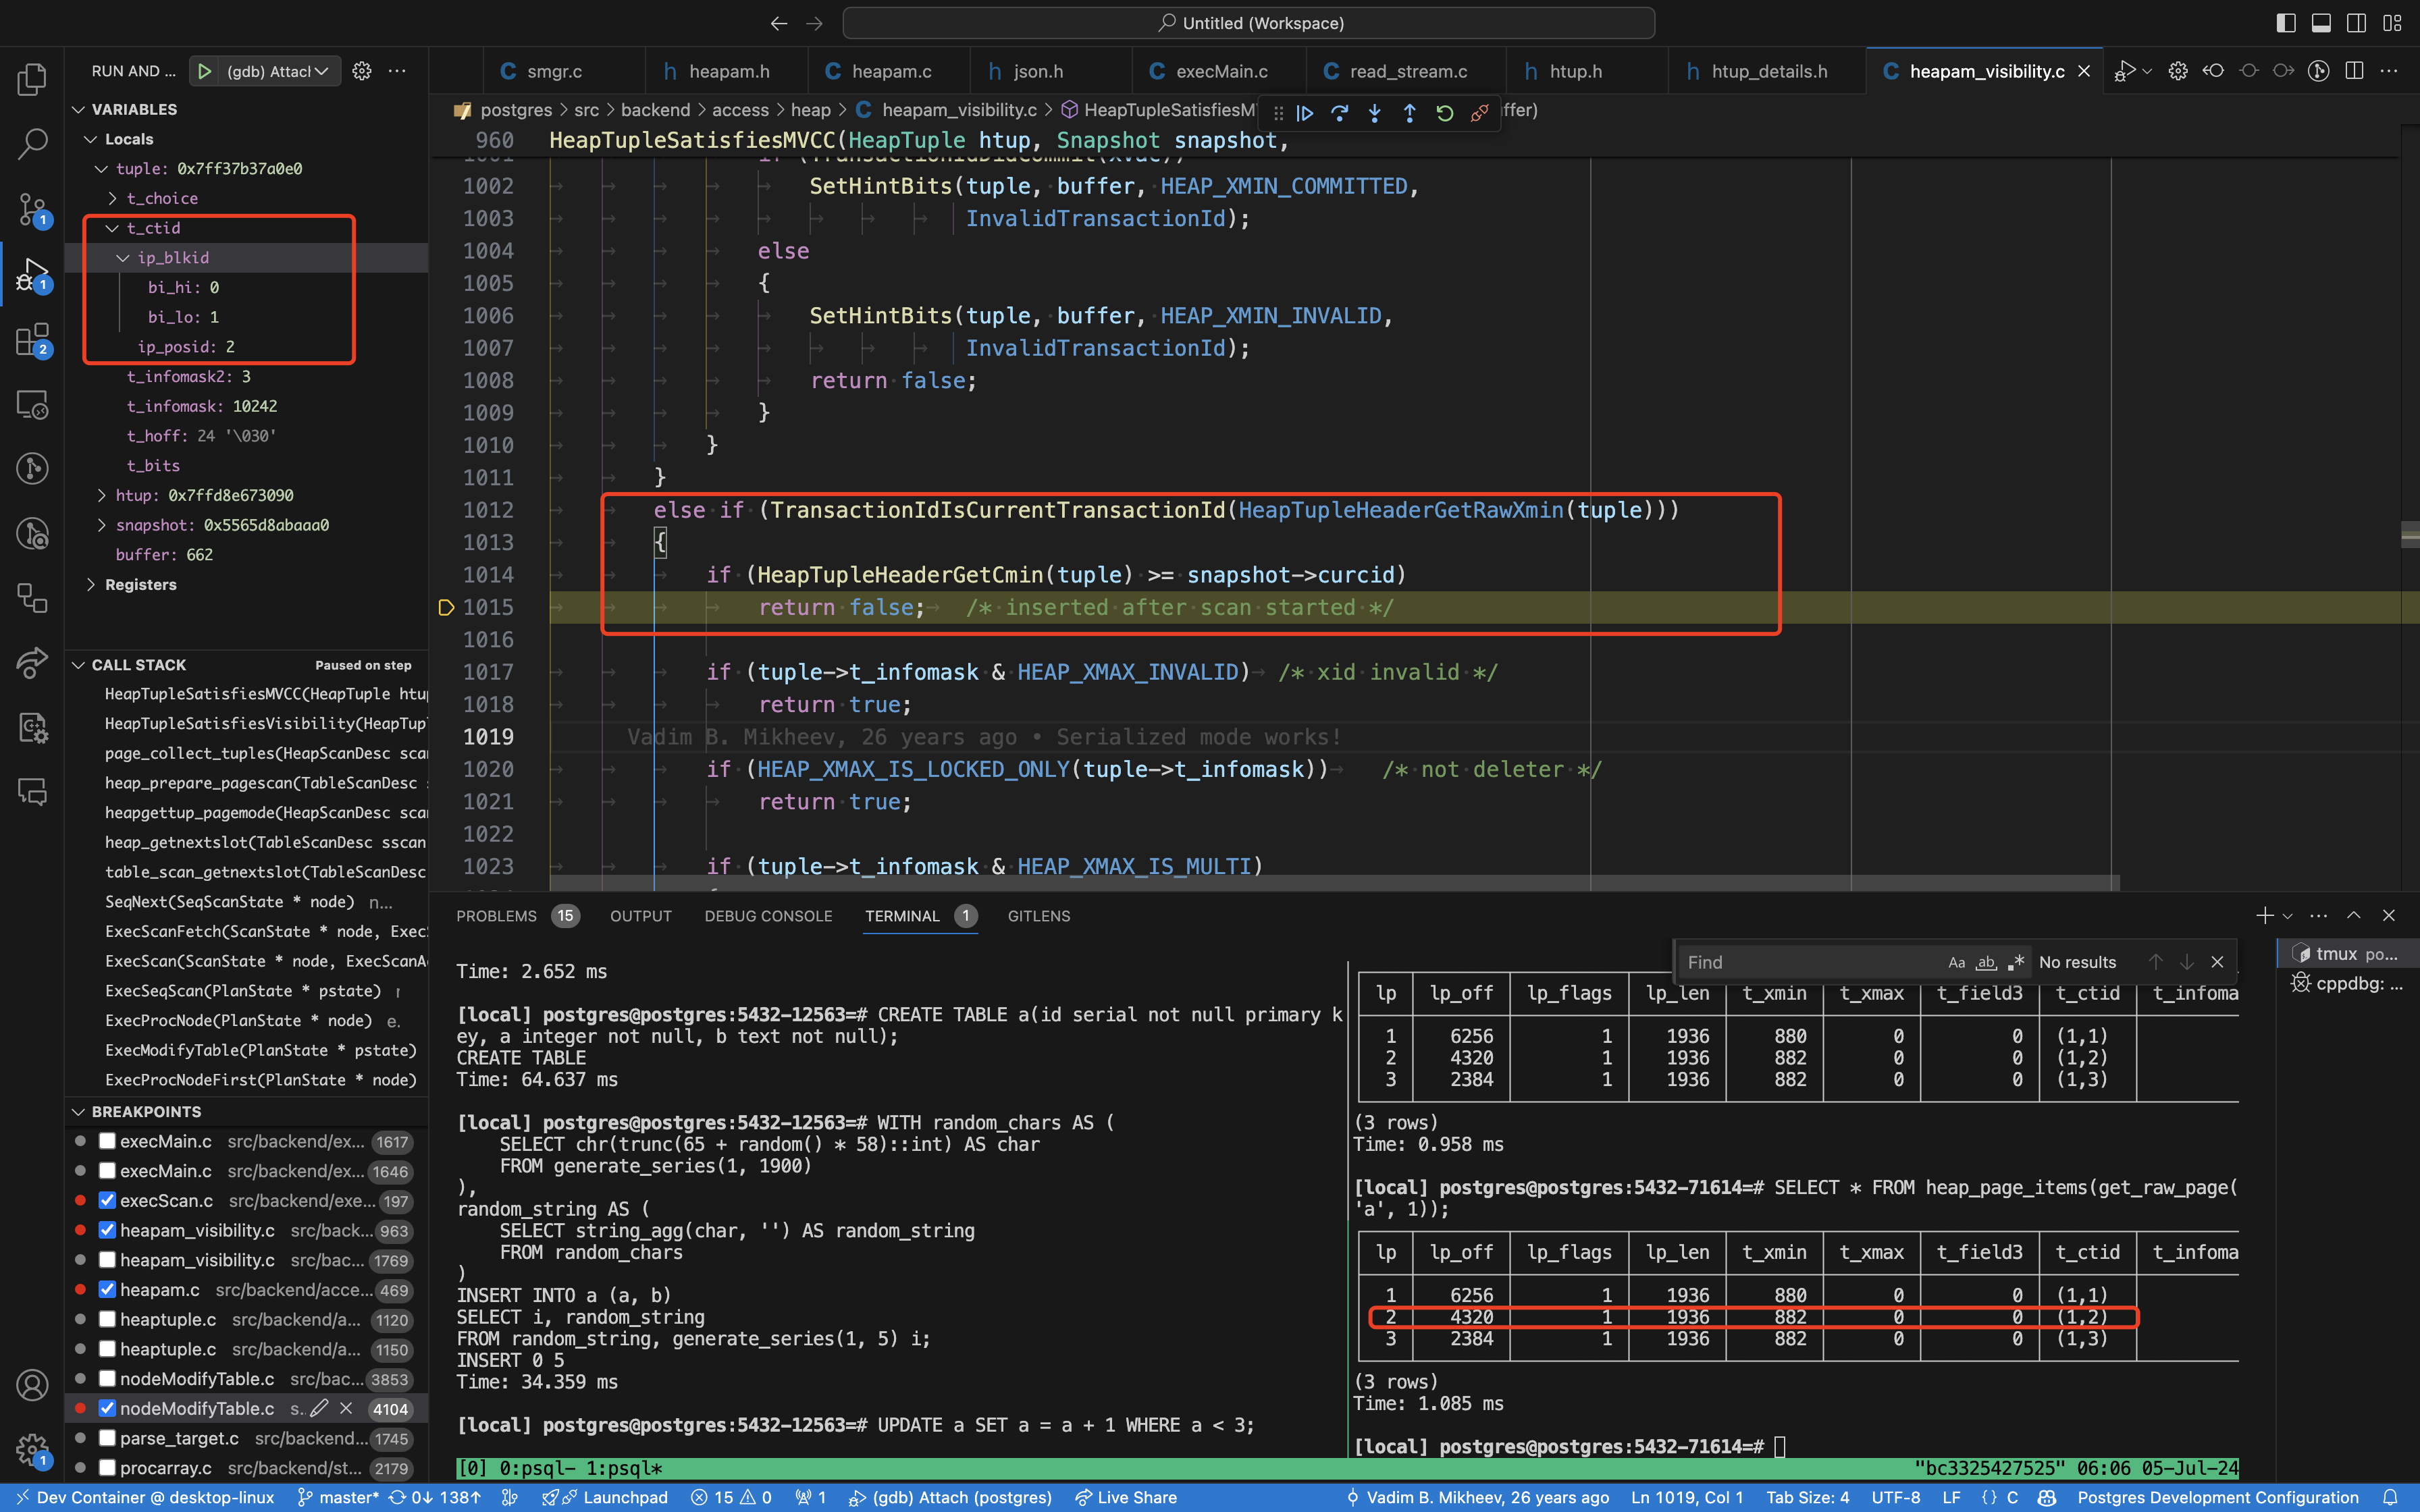 Untitled (Workspace)
RUN AND ...
(gdb) Attacl
smgr.c
heapam.h
heapam.c
json.h
execMain.c
read_stream.c
htup.h
htup_details.h
heapam_visibility.c
VARIABLES
Locals
tuple: 0x7ff37b37a0e0
t_choice
t_ctid
ip_blkid
bi_hi: 0
bi_lo: 1
ip_posid: 2
t_infomask2: 3
t_infomask: 10242
t_hoff: 24 '\030'
t_bits
htup: 0x7ffd8e673090
snapshot: 0x5565d8abaaa0
buffer: 662
Registers
CALL STACK
Paused on step
HeapTupleSatisfiesMVCC(HeapTuple htup
HeapTupleSatisfiesVisibility(HeapTupl
page_collect_tuples(HeapScanDesc scan
heap_prepare_pagescan(TableScanDesc
heapgettup_pagemode(HeapScanDesc scan
heap_getnextslot(TableScanDesc sscan
table_scan_getnextslot(TableScanDesc
SeqNext(SeqScanState * node) n...
ExecScanFetch(ScanState * node, ExecS
ExecScan(ScanState * node, ExecScanAc
ExecSeqScan(PlanState * pstate)
ExecProcNode(PlanState * node) e.
ExecModifyTable(PlanState * pstate)
ExecProcNodeFirst(PlanState * node)
BREAKPOINTS
execMain.c src/backend/ex... 1617
execMain.c src/backend/ex... 1646
execScan.c src/backend/exe... 197
heapam_visibility.c src/back... 963
heapam_visibility.c src/bac... 1769
heapam.c src/backend/acce... 469
heaptuple.c src/backend/a... 1120
heaptuple.c src/backend/a... 1150
nodeModifyTable.c src/bac... 3853
nodeModifyTable.c s.. 4104
parse_target.c src/backend... 1745
procarray.c src/backend/st... 2179
postgres > src > backend > access > heap > heapam_visibility.c > HeapTupleSatisfiesM
ffer)
960 HeapTupleSatisfiesMVCC(HeapTuple htup, Snapshot snapshot,
1001 if (TransactionIdDidCommit(xvac))
1002 SetHintBits(tuple, buffer, HEAP_XMIN_COMMITTED,
1003 InvalidTransactionId);
1004 else
1005 {
1006 SetHintBits(tuple, buffer, HEAP_XMIN_INVALID,
1007 InvalidTransactionId);
1008 return false;
1009 }
1010 }
1011 }
1012 else if (TransactionIdIsCurrentTransactionId(HeapTupleHeaderGetRawXmin(tuple)))
1013 {
1014 if (HeapTupleHeaderGetCmin(tuple) >= snapshot->curcid)
1015 return false; /* inserted after scan started */
1016
1017 if (tuple->t_infomask & HEAP_XMAX_INVALID) /* xid invalid */
1018 return true;
1019 Vadim B. Mikheev, 26 years ago • Serialized mode works!
1020 if (HEAP_XMAX_IS_LOCKED_ONLY(tuple->t_infomask)) /* not deleter */
1021 return true;
1022
1023 if (tuple->t_infomask & HEAP_XMAX_IS_MULTI)
PROBLEMS 15 OUTPUT DEBUG CONSOLE TERMINAL 1 GITLENS
Find
Aa ab No results
tmux po...
cppdbg: ...
Time: 2.652 ms
[local] postgres@postgres:5432-12563=# CREATE TABLE a(id serial not null primary k
ey, a integer not null, b text not null);
CREATE TABLE
Time: 64.637 ms
[local] postgres@postgres:5432-12563=# WITH random_chars AS (
SELECT chr(trunc(65 + random() * 58)::int) AS char
FROM generate_series(1, 1900)
),
random_string AS (
SELECT string_agg(char, '') AS random_string
FROM random_chars
)
INSERT INTO a (a, b)
SELECT i, random_string
FROM random_string, generate_series(1, 5) i;
INSERT 0 5
Time: 34.359 ms
[local] postgres@postgres:5432-12563=# UPDATE a SET a = a + 1 WHERE a < 3;
lp lp_off lp_flags lp_len t_xmin t_xmax t_field3 t_ctid t_infoma
1 6256 1 1936 880 0 0 (1,1)
2 4320 1 1936 882 0 0 (1,2)
3 2384 1 1936 882 0 0 (1,3)
(3 rows)
Time: 0.958 ms
[local] postgres@postgres:5432-71614=# SELECT * FROM heap_page_items(get_raw_page(
'a', 1));
lp lp_off lp_flags lp_len t_xmin t_xmax t_field3 t_ctid t_infoma
1 6256 1 1936 880 0 0 (1,1)
2 4320 1 1936 882 0 0 (1,2)
3 2384 1 1936 882 0 0 (1,3)
(3 rows)
Time: 1.085 ms
[local] postgres@postgres:5432-71614=#
[0] 0:psql- 1:psql*
"bc3325427525" 06:06 05-Jul-24
Dev Container @ desktop-linux master* 0↓ 138↑ Launchpad 15 0 1 (gdb) Attach (postgres) Live Share
Vadim B. Mikheev, 26 years ago Ln 1019, Col 1 Tab Size: 4 UTF-8 LF {} C Postgres Development Configuration